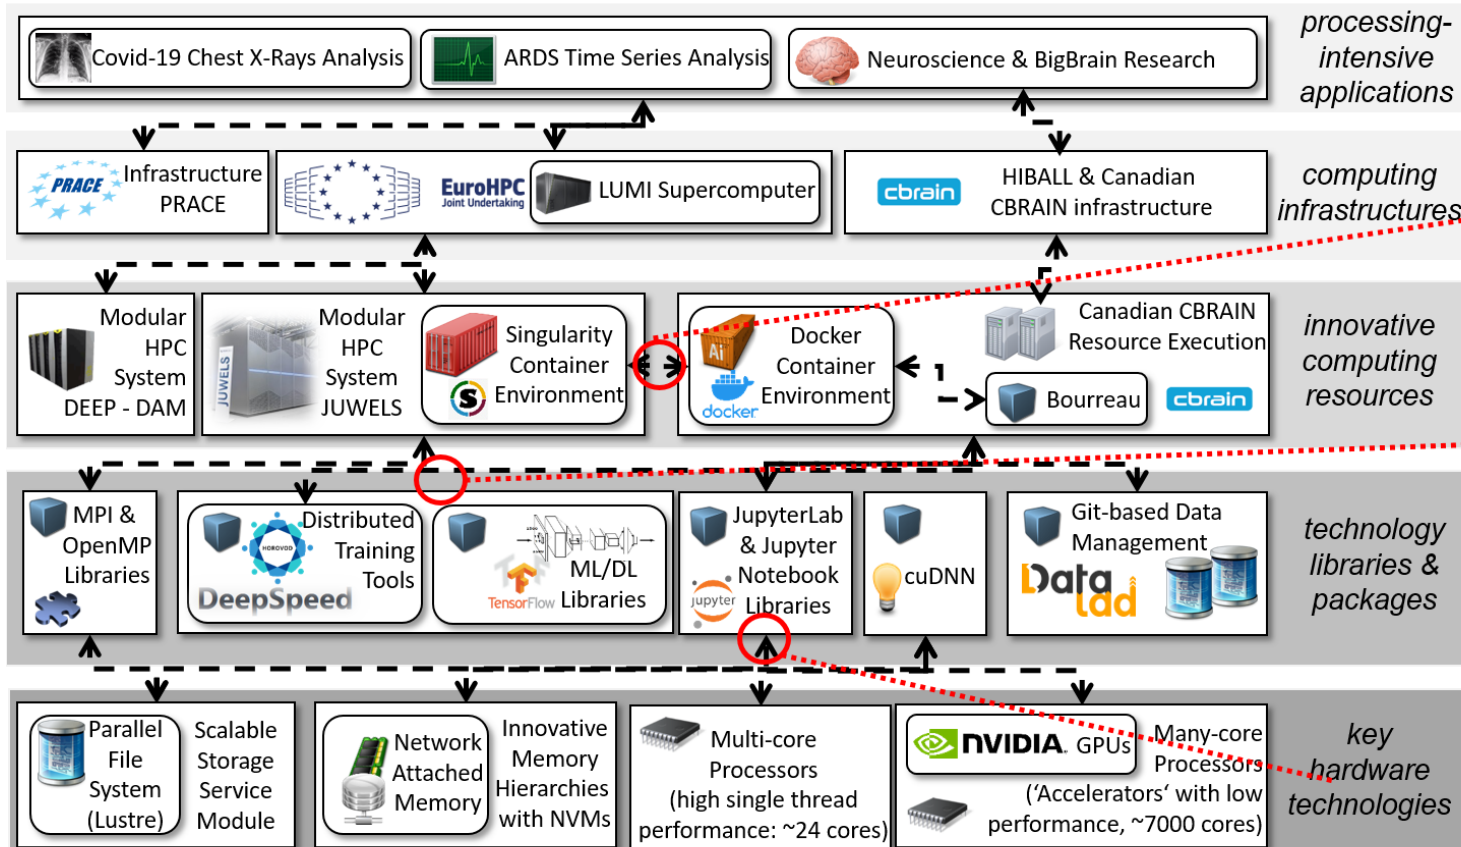 Covid-19 Chest X-Rays Analysis
ARDS Time Series Analysis
Neuroscience & BigBrain Research
processing-
intensive
applications
PRACE
Infrastructure
PRACE
EuroHPC
Joint Undertaking
LUMI Supercomputer
cbrain
HIBALL & Canadian
CBRAIN infrastructure
computing
infrastructures
Modular
HPC
System
DEEP - DAM
JUWELS
Modular
HPC
System
JUWELS
Singularity
Container
Environment
S
Ai
docker
Docker
Container
Environment
Canadian CBRAIN
Resource Execution
Bourreau
cbrain
innovative
computing
resources
MPI &
OpenMP
Libraries
HOROVOD
DeepSpeed
Distributed
Training
Tools
TensorFlow
ML/DL
Libraries
jupyter
JupyterLab
& Jupyter
Notebook
Libraries
cuDNN
Git-based Data
Management
DataLad
technology
libraries &
packages
Parallel
File
System
(Lustre)
Scalable
Storage
Service
Module
Network
Attached
Memory
Innovative
Memory
Hierarchies
with NVMs
Multi-core
Processors
(high single thread
performance: ~24 cores)
NVIDIA. GPUs
Many-core
Processors
('Accelerators' with low
performance, ~7000 cores)
key
hardware
technologies